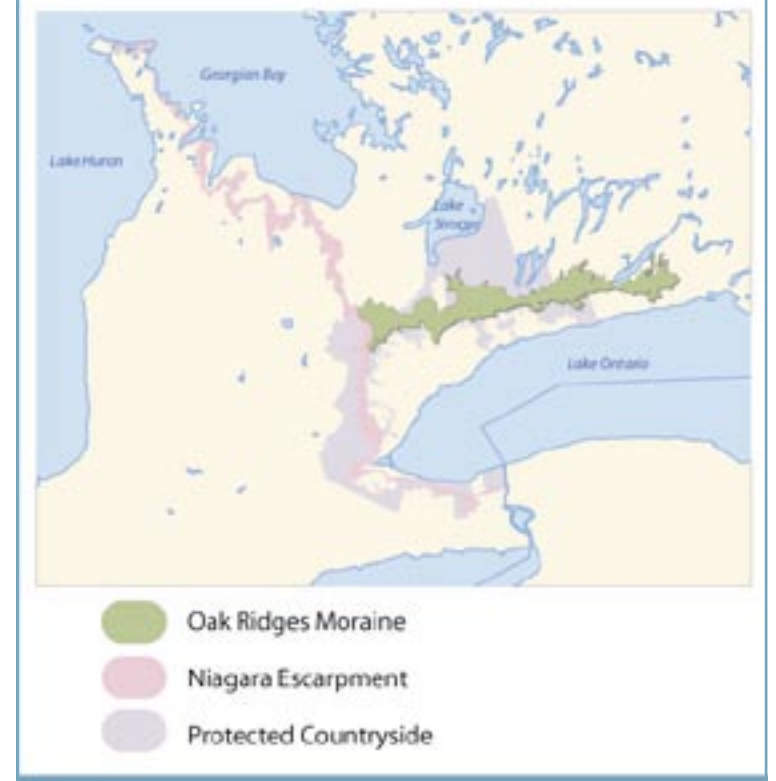 Georgian Bay
Lake Huron
Lake
Simcoe
Lake Ontario
Oak Ridges Moraine
Niagara Escarpment
Protected Countryside